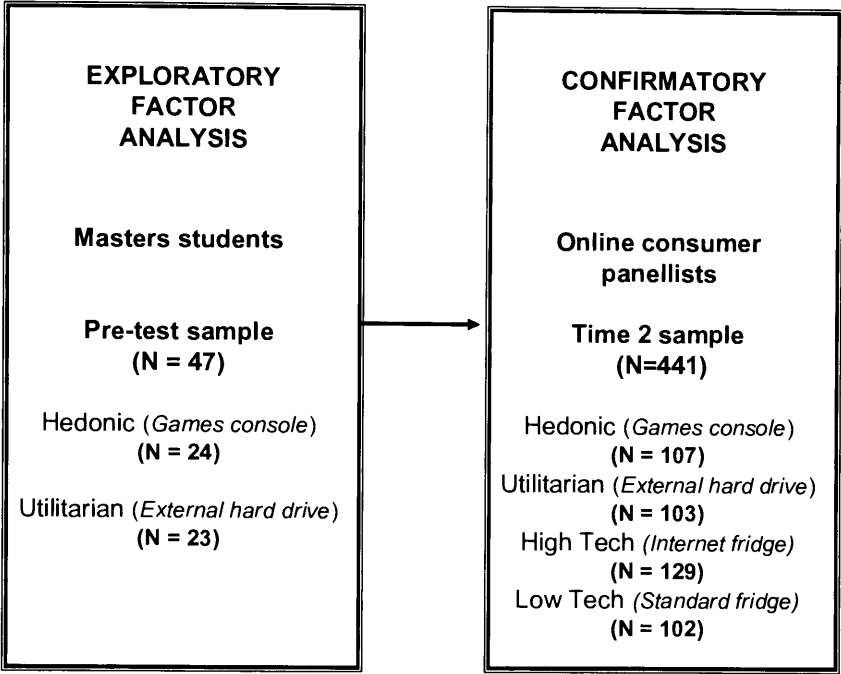 EXPLORATORY
FACTOR
ANALYSIS
Masters students
Pre-test sample
(N = 47)
Hedonic (Games console)
(N = 24)
Utilitarian (External hard drive)
(N = 23)
CONFIRMATORY
FACTOR
ANALYSIS
Online consumer
panellists
Time 2 sample
(N=441)
Hedonic (Games console)
(N = 107)
Utilitarian (External hard drive)
(N = 103)
High Tech (Internet fridge)
(N = 129)
Low Tech (Standard fridge)
(N = 102)